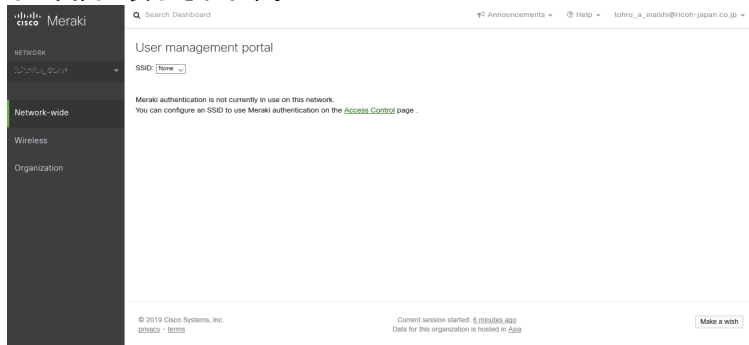 cisco Meraki
Search Dashboard
Announcements
Help
tohru_a_inaishi@ricoh-japan.co.jp
NETWORK
Network-wide
Wireless
Organization
User management portal
SSID: None
Meraki authentication is not currently in use on this network.
You can configure an SSID to use Meraki authentication on the Access Control page .
© 2019 Cisco Systems, Inc.
privacy - terms
Current session started: 6 minutes ago
Data for this organization is hosted in Asia
Make a wish